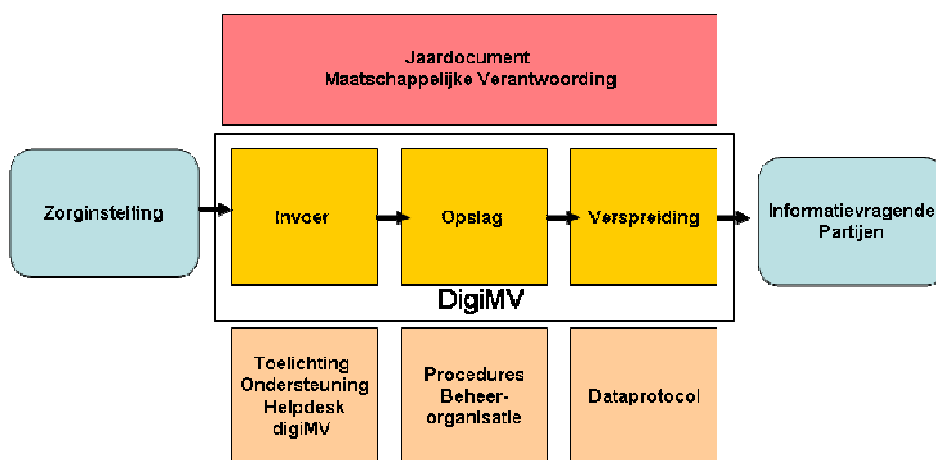 Jaardocument
Maatschappelijke Verantwoording
Zorginstelling
Invoer
Opslag
Verspreiding
Informatievragende
Partijen
DigiMV
Toelichting
Ondersteuning
Helpdesk
digiMV
Procedures
Beheer-
organisatie
Dataprotocol